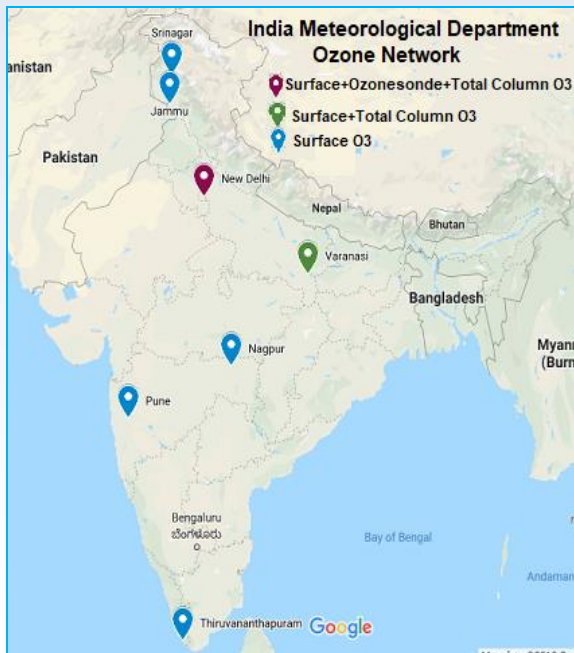 India Meteorological Department
Ozone Network
Surface+Ozonesonde+Total Column O3
Surface+Total Column O3
Surface O3
Srinagar
anistan
Jammu
Pakistan
New Delhi
Nepal
Bhutan
Varanasi
Bangladesh
Nagpur
Myanm
(Burn
Pune
Bengaluru
ಬೆಂಗಳೂರು
Bay of Bengal
Andaman
Thiruvananthapuram
Google